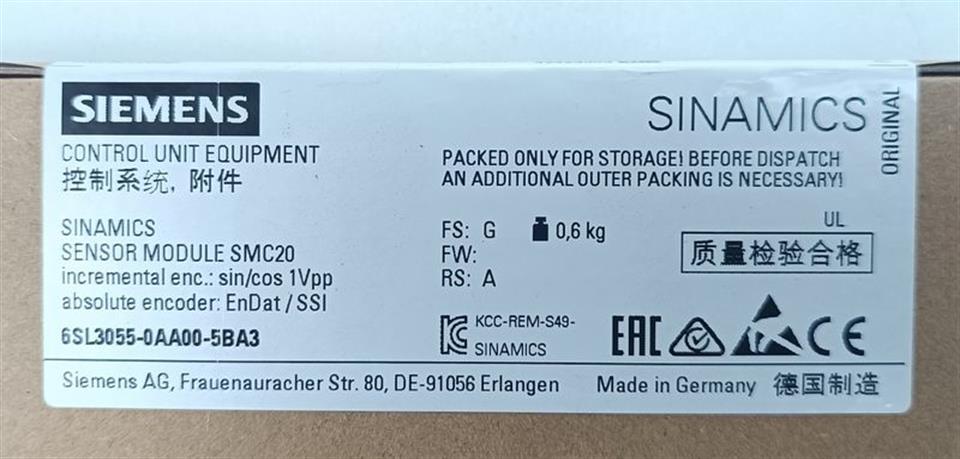 SIEMENS
SINAMICS
ORIGINAL
CONTROL UNIT EQUIPMENT
控制系统, 附件
PACKED ONLY FOR STORAGE! BEFORE DISPATCH
AN ADDITIONAL OUTER PACKING IS NECESSARY!
SINAMICS
SENSOR MODULE SMC20
incremental enc.: sin/cos 1Vpp
absolute encoder: EnDat / SSI
6SL3055-0AA00-5BA3
FS: G
0,6 kg
FW:
RS: A
UL
质量检验合格
KCC-REM-S49-
SINAMICS
EAC
CE
Siemens AG, Frauenauracher Str. 80, DE-91056 Erlangen
Made in Germany 德国制造